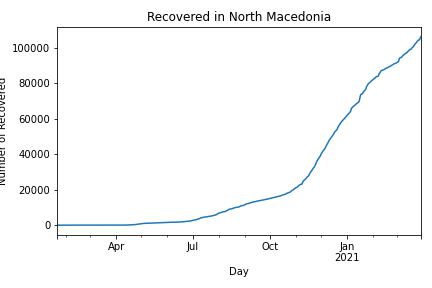 Recovered in North Macedonia
Number of Recovered
100000
80000
60000
40000
20000
0
Apr
Jul
Oct
Jan
2021
Day